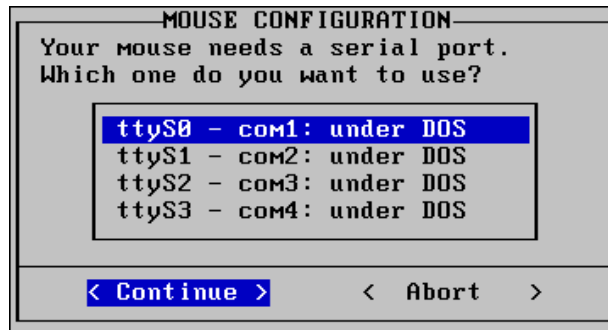 MOUSE CONFIGURATION
Your mouse needs a serial port.
Which one do you want to use?
ttyS0 - com1: under DOS
ttyS1 - com2: under DOS
ttyS2 - com3: under DOS
ttyS3 - com4: under DOS
< Continue > < Abort >